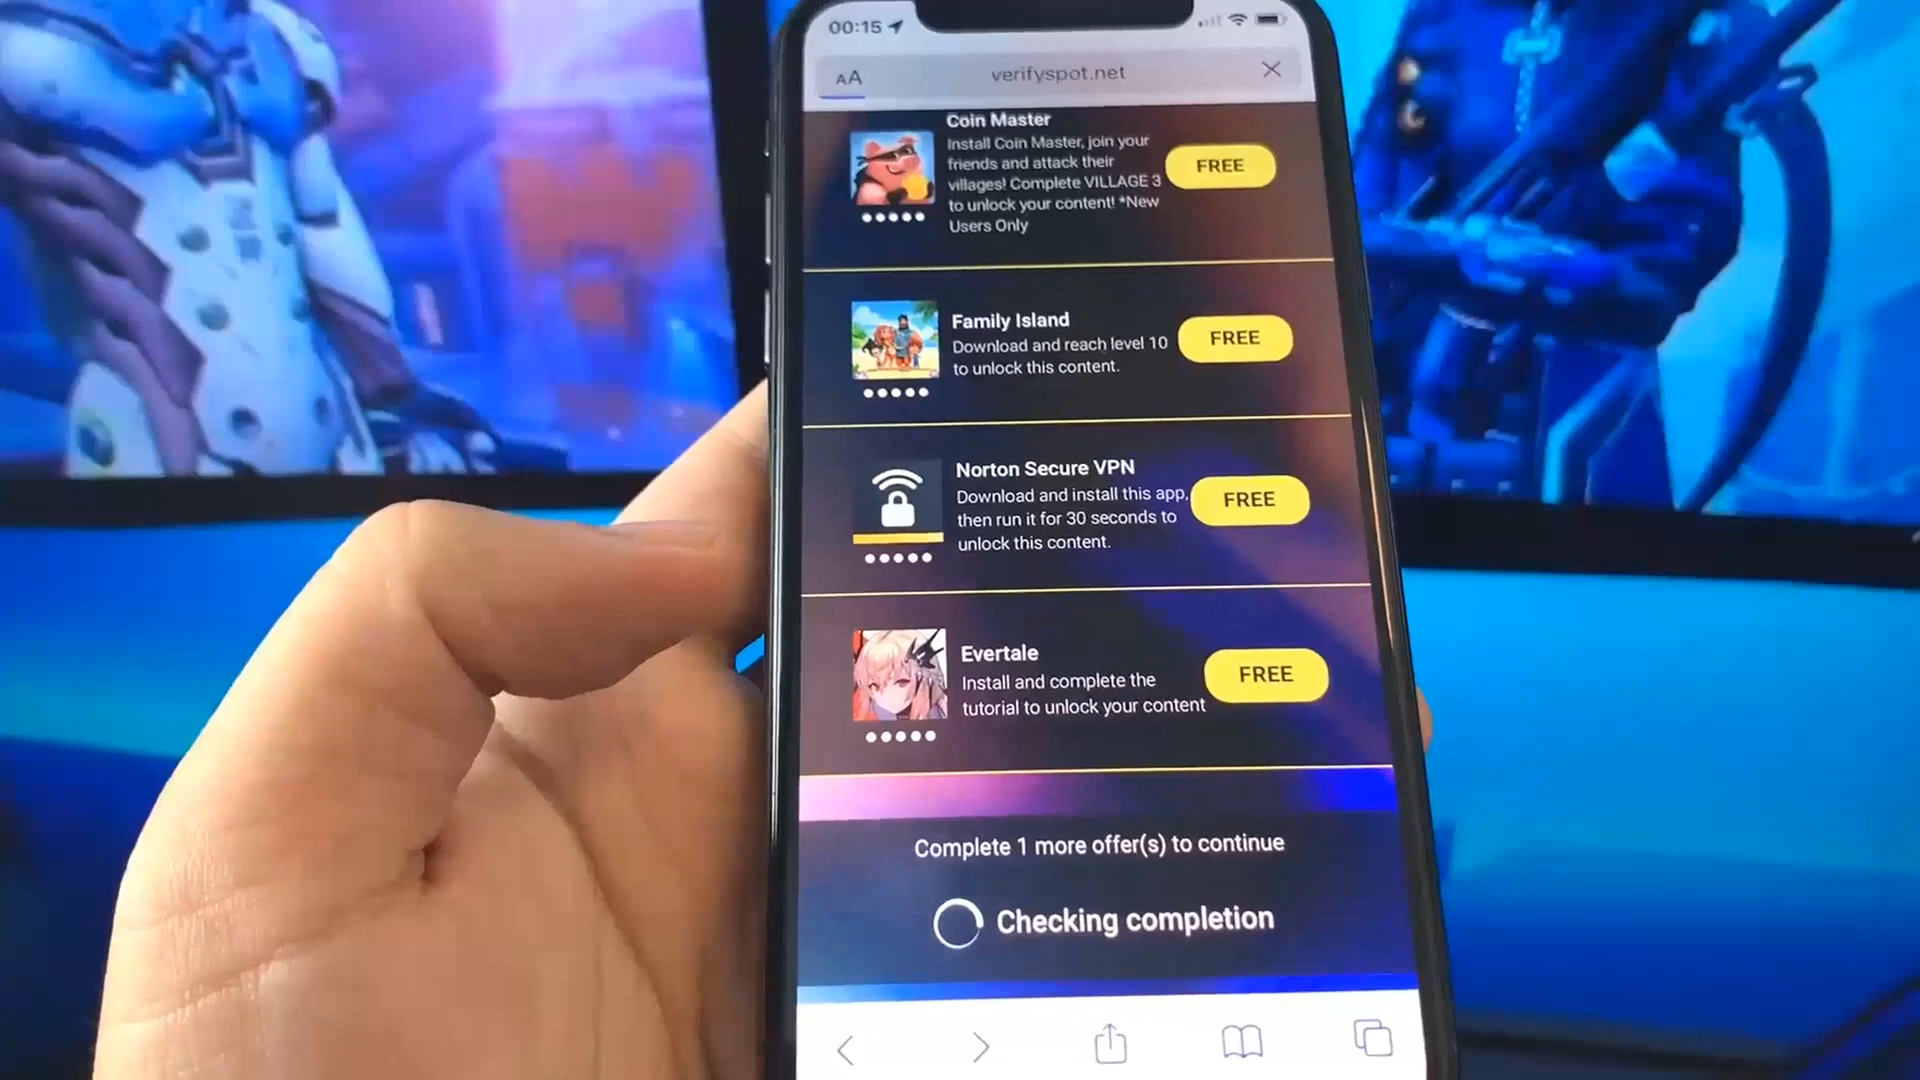 00:15
AA verifyspot.net
Coin Master
Install Coin Master, join your
friends and attack their
villages! Complete VILLAGE 3
to unlock your content! *New
Users Only
FREE
Family Island
Download and reach level 10
to unlock this content.
FREE
Norton Secure VPN
Download and install this app,
then run it for 30 seconds to
unlock this content.
FREE
Evertale
Install and complete the
tutorial to unlock your content
FREE
Complete 1 more offer(s) to continue
Checking completion